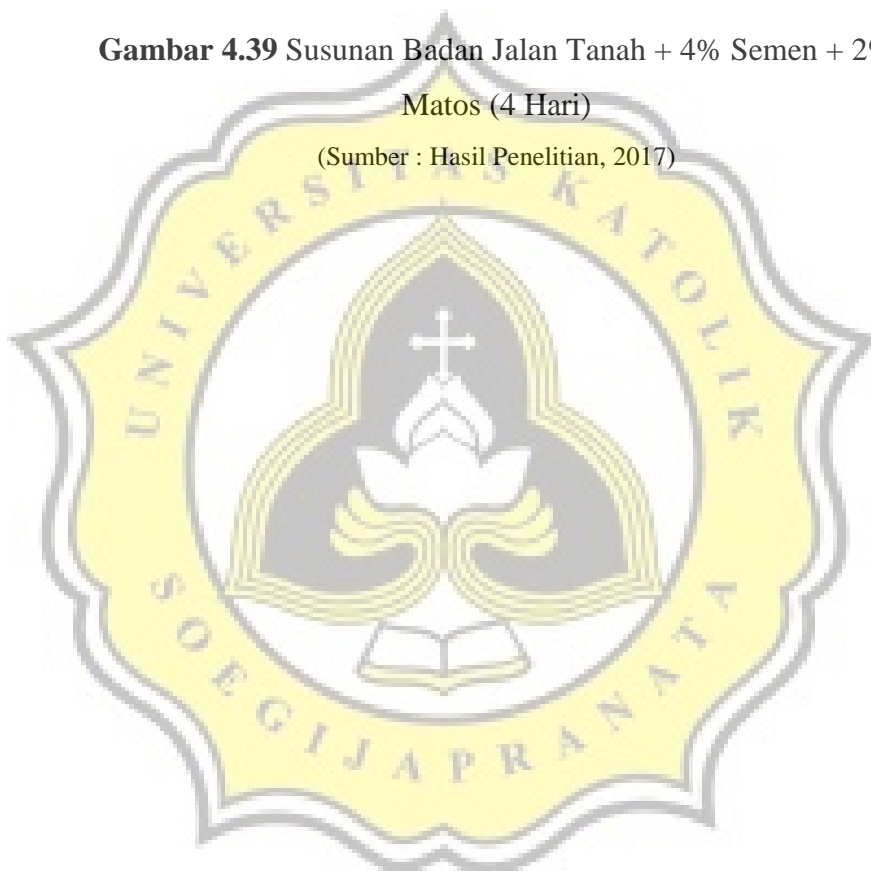 Gambar 4.39 Susunan Badan Jalan Tanah + 4% Semen + 2%
Matos (4 Hari)
(Sumber : Hasil Penelitian, 2017)
UNIVERSITAS KATOLIK
SOEGIJAPRANATA